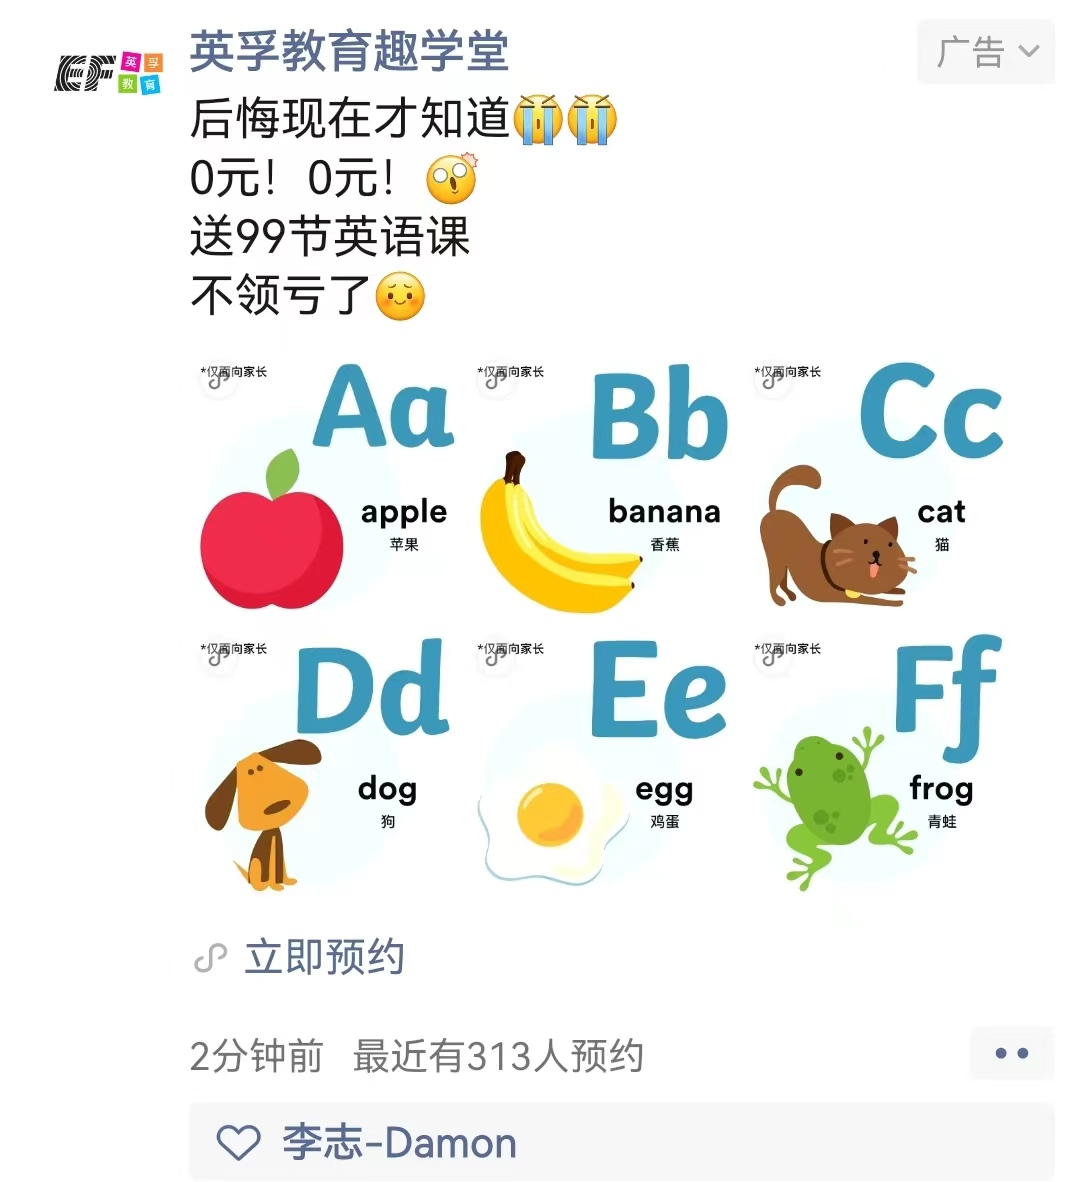 英孚教育趣学堂
广告
EF
英孚
教育
后悔现在才知道😭😭
0元！0元！
送99节英语课
不领亏了
*仅面向家长
Aa
apple
苹果
*仅面向家长
Bb
banana
香蕉
*仅面向家长
Cc
cat
猫
*仅面向家长
Dd
dog
狗
*仅面向家长
Ee
egg
鸡蛋
*仅面向家长
Ff
frog
青蛙
立即预约
2分钟前 最近有313人预约
李志-Damon